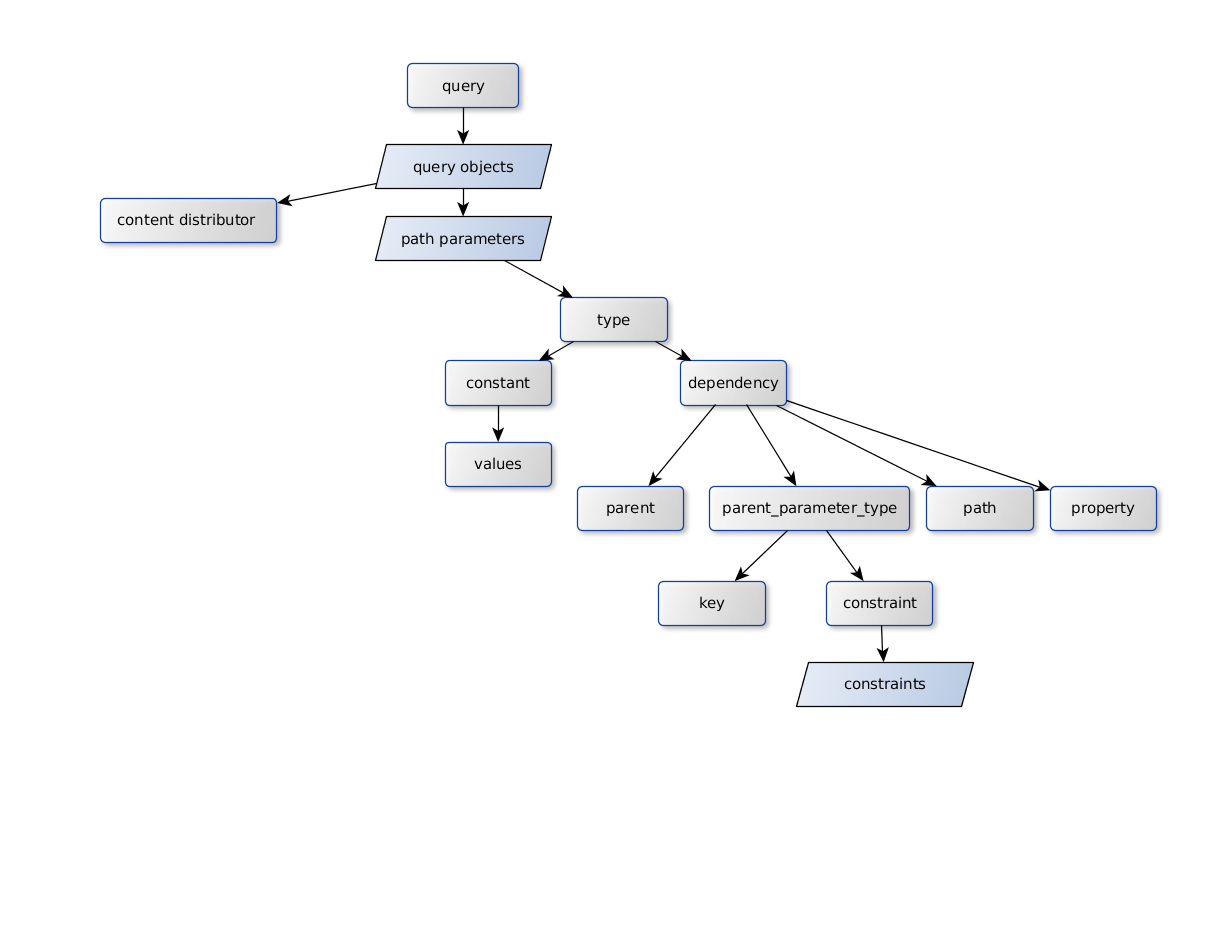 query
query objects
content distributor
path parameters
type
constant
dependency
values
parent
parent_parameter_type
path
property
key
constraint
constraints